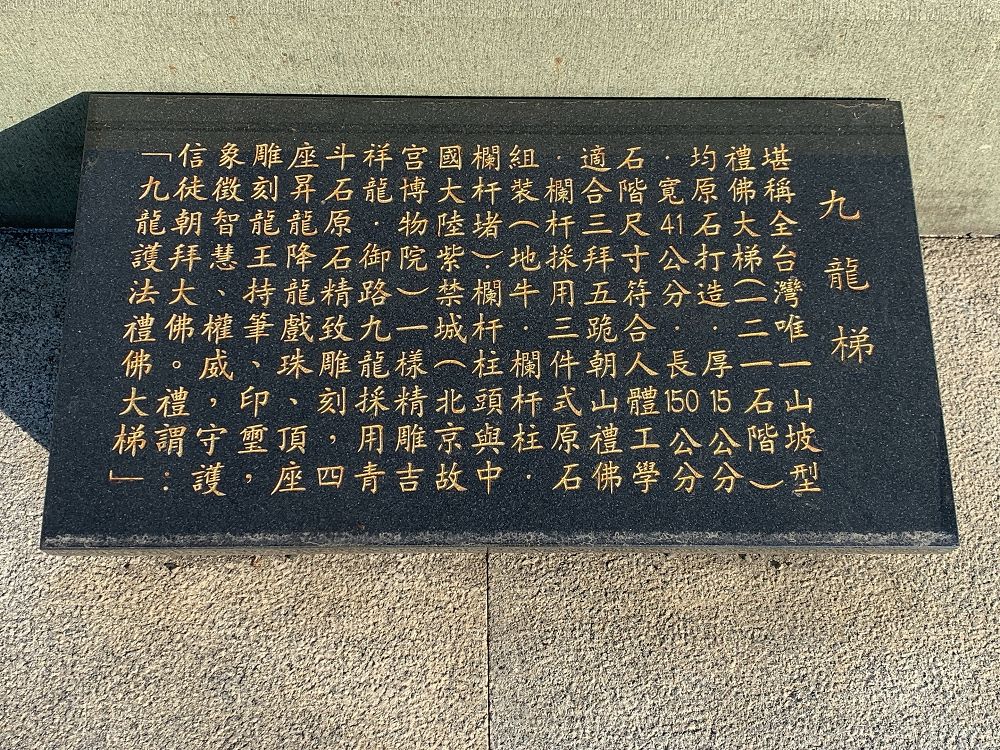 九龍梯
堪稱全台灣唯一山坡型
禮佛大梯(一二一石階)
均原石打造．厚15公分
．寬41公分．長150公分
石階尺寸符合人體工學
適合三拜五跪朝山禮佛
．欄杆採用三件式原石
組裝(地牛．欄杆柱．
欄杆堵)．欄杆柱頭與中
國大陸紫禁城(北京故
宮博物院)一樣精雕吉
祥龍．御路九龍採用青
斗石原石精致雕刻，四
座昇龍降龍戲珠、頂座
雕刻龍王持筆、印璽，
象徵智慧、權威，守護
信徒朝拜大佛。禮謂：
「九龍護法禮佛大梯」